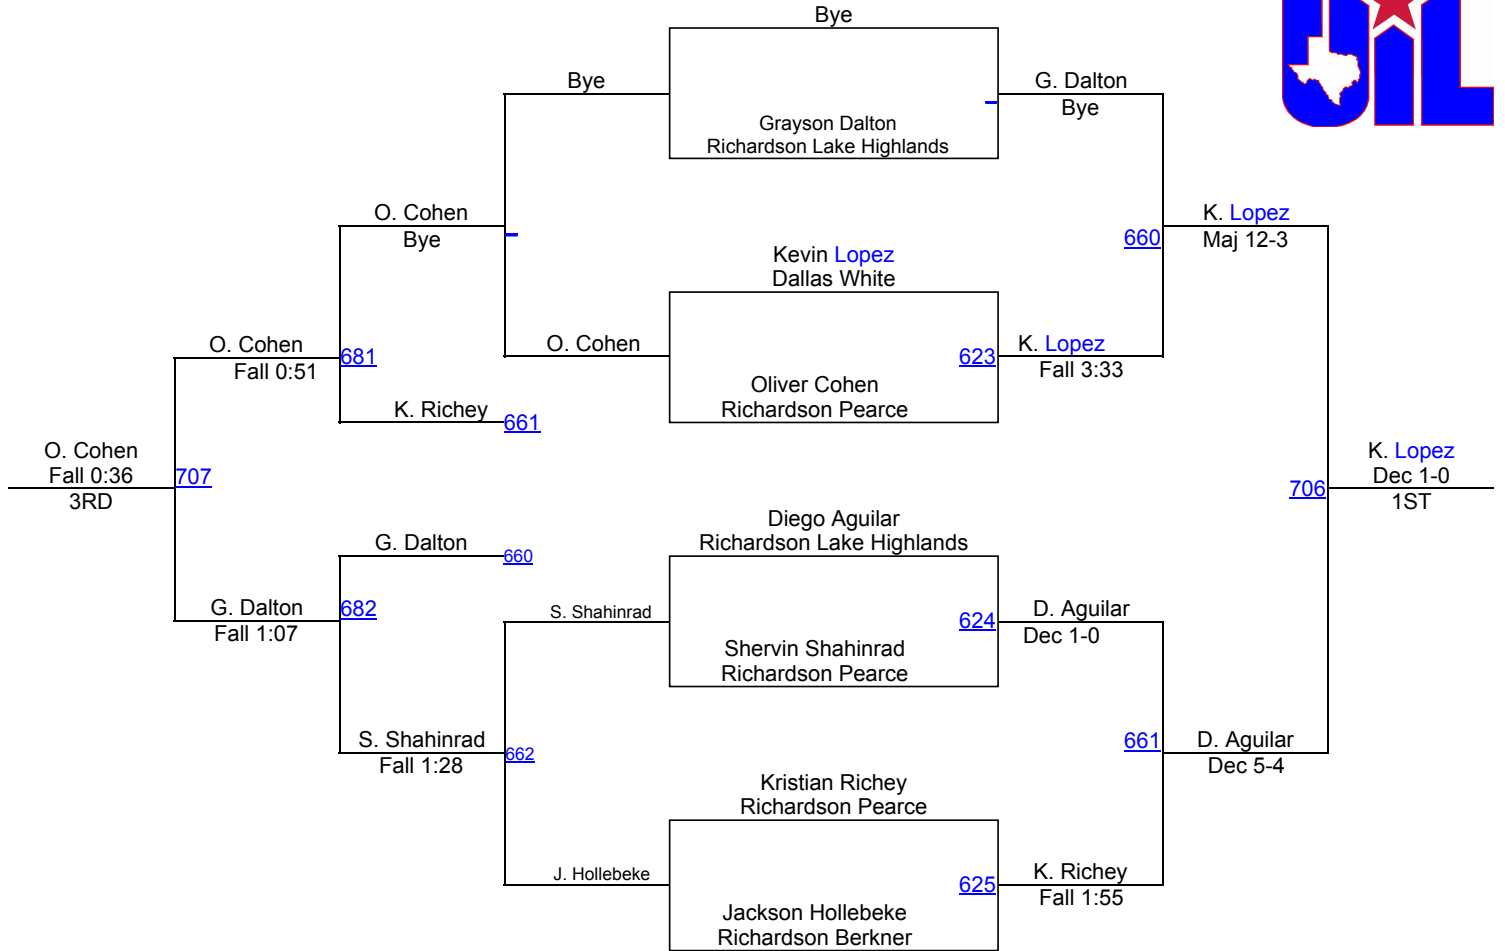 Bye
UIL
Bye
G. Dalton
Bye
Grayson Dalton
Richardson Lake Highlands
O. Cohen
Bye
K. Lopez
Maj 12-3
660
Kevin Lopez
Dallas White
O. Cohen
Fall 0:51
681
O. Cohen
623
K. Lopez
Fall 3:33
Oliver Cohen
Richardson Pearce
K. Richey
661
O. Cohen
Fall 0:36
3RD
707
K. Lopez
Dec 1-0
1ST
706
Diego Aguilar
Richardson Lake Highlands
G. Dalton
660
G. Dalton
Fall 1:07
682
S. Shahinrad
624
D. Aguilar
Dec 1-0
Shervin Shahinrad
Richardson Pearce
S. Shahinrad
Fall 1:28
662
661
D. Aguilar
Dec 5-4
Kristian Richey
Richardson Pearce
J. Hollebeke
625
K. Richey
Fall 1:55
Jackson Hollebeke
Richardson Berkner